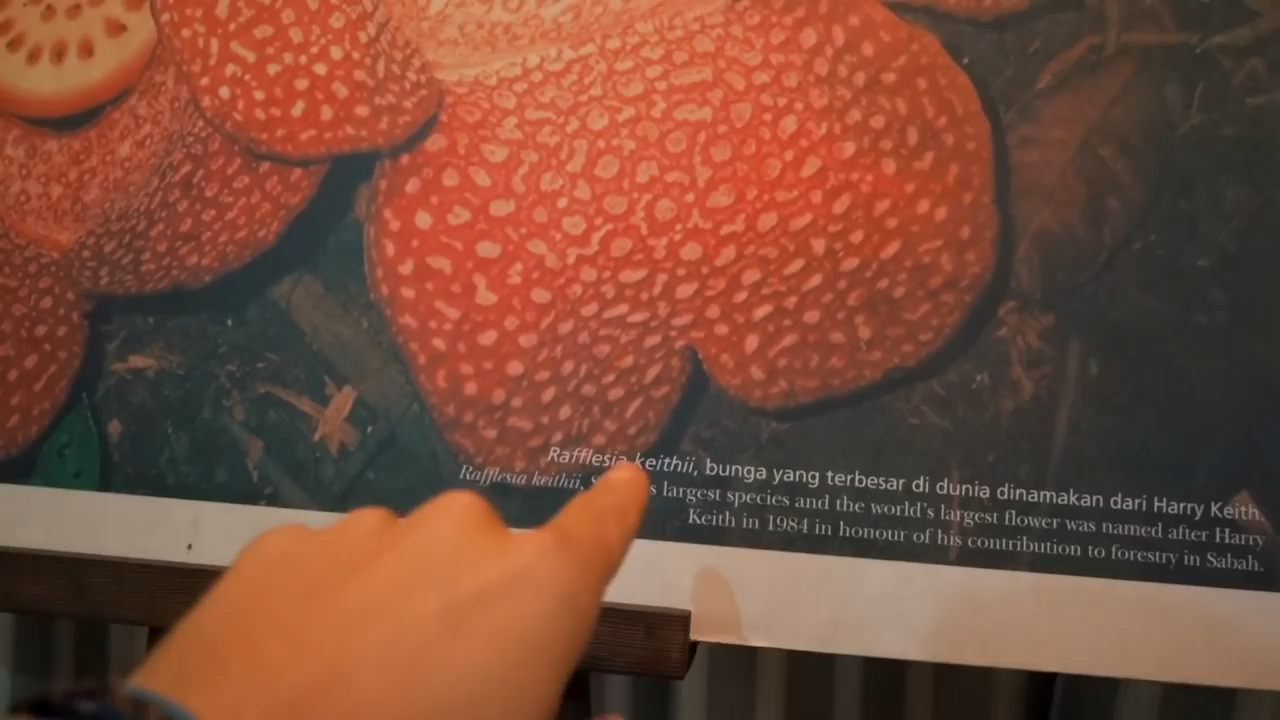 Rafflesia keithii, bunga yang terbesar di dunia dinamakan dari Harry Keith.
Rafflesia keithii, largest species and the world's largest flower was named after Harry
Keith in 1984 in honour of his contribution to forestry in Sabah.